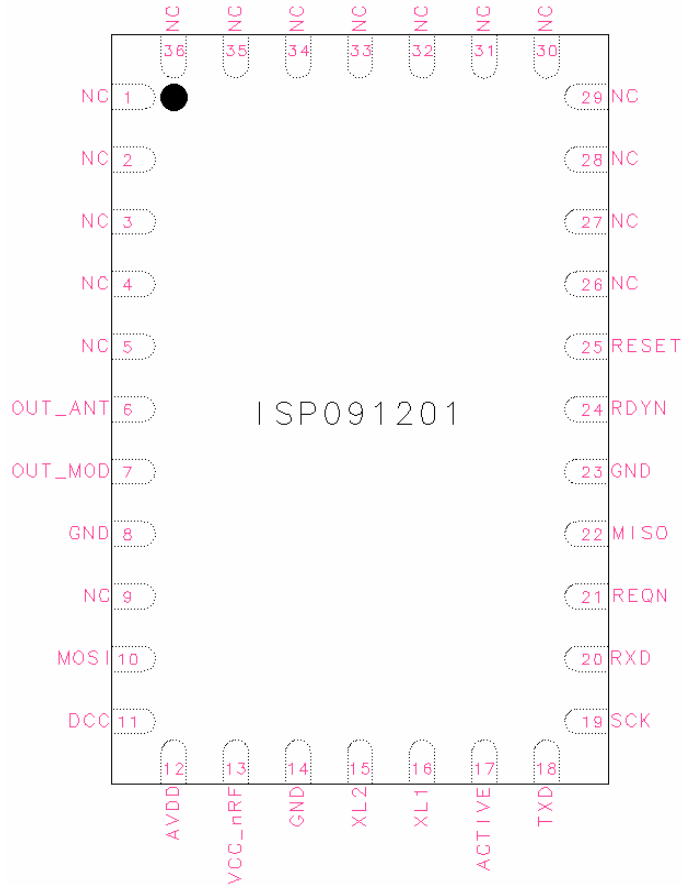 NC NC NC NC NC NC NC
36 35 34 33 32 31 30
NC 1 29 NC
NC 2 28 NC
NC 3 27 NC
NC 4 26 NC
NC 5 25 RESET
OUT_ANT 6 ISP091201 24 RDYN
OUT_MOD 7 23 GND
GND 8 22 MISO
NC 9 21 REQN
MOSI 10 20 RXD
DCC 11 19 SCK
12 13 14 15 16 17 18
AVDD VCC_nRF GND XL2 XL1 ACTIVE TXD